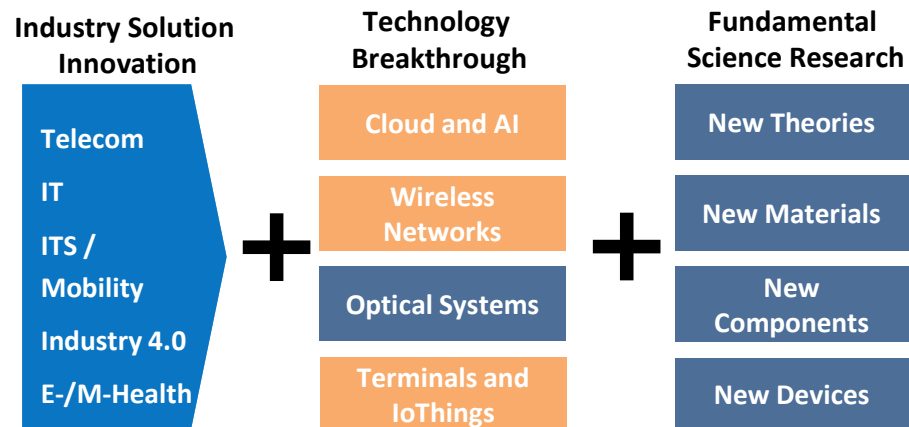 Industry Solution
Innovation
Telecom
IT
ITS /
Mobility
Industry 4.0
E-/M-Health
Technology
Breakthrough
Cloud and AI
Wireless
Networks
Optical Systems
Terminals and
IoThings
Fundamental
Science Research
New Theories
New Materials
New
Components
New Devices